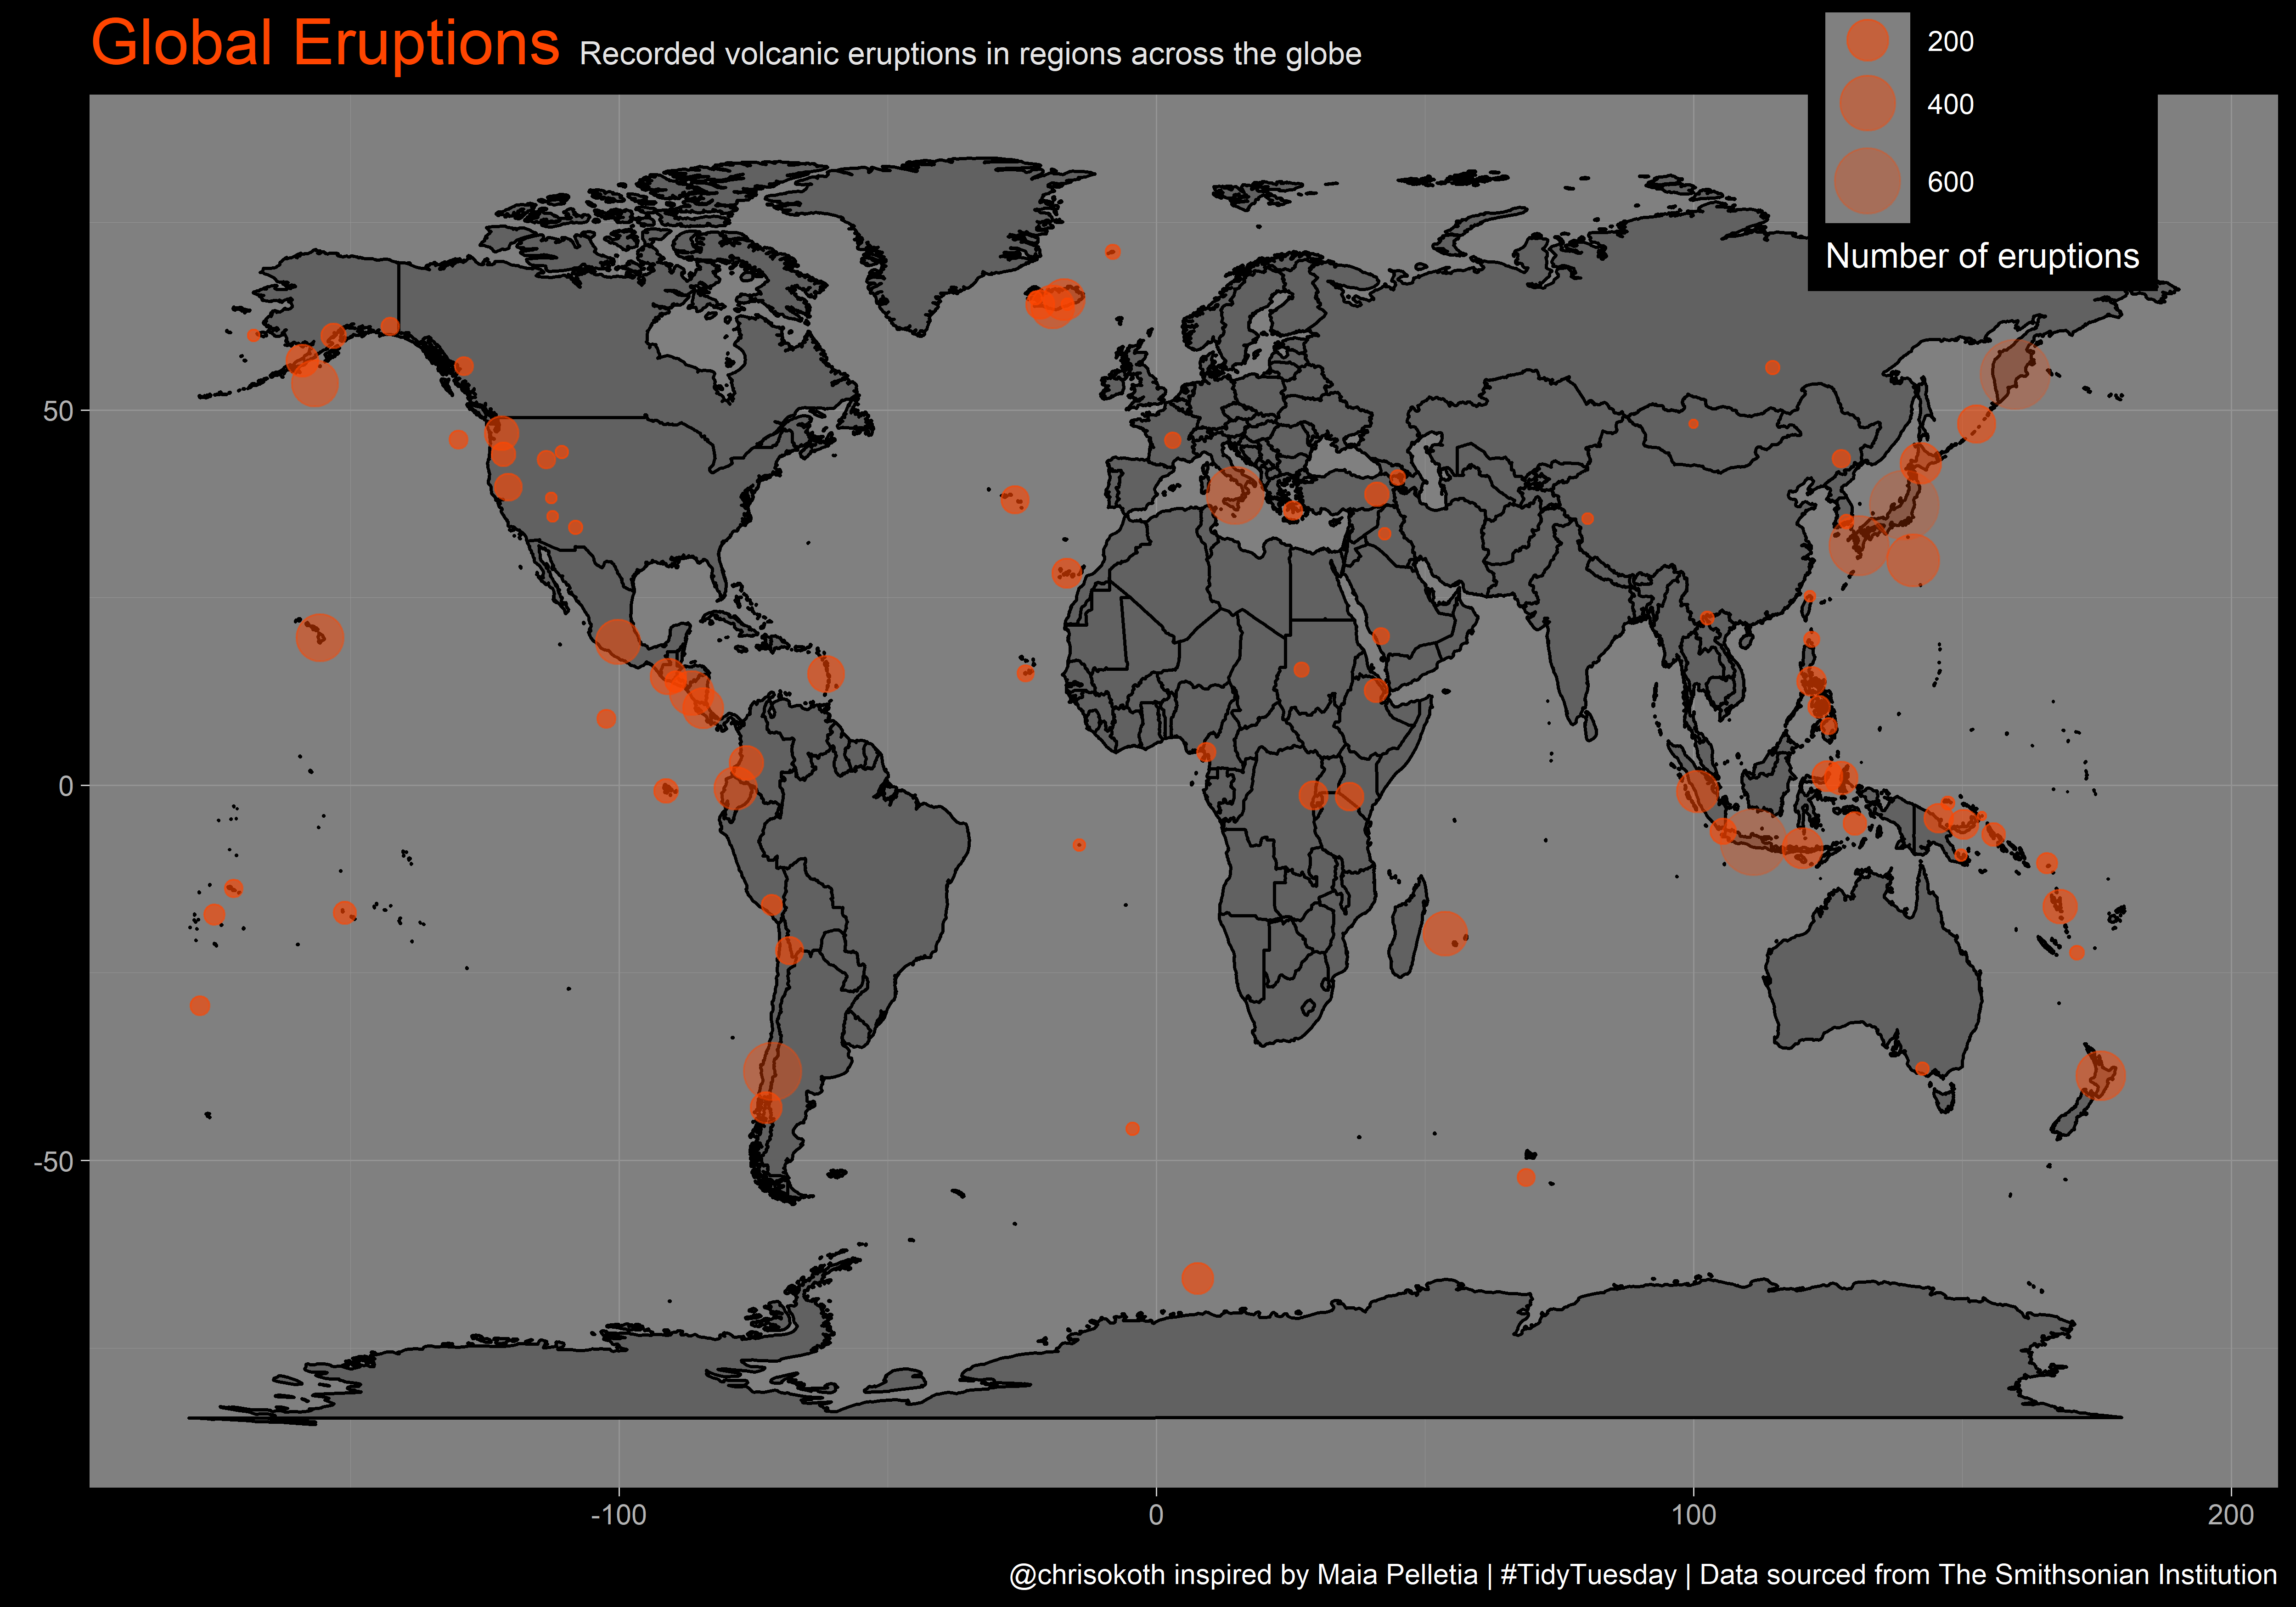 Global Eruptions Recorded volcanic eruptions in regions across the globe
200
400
600
Number of eruptions
50
0
-50
-100 0 100 200
@chrisokoth inspired by Maia Pelletia | #TidyTuesday | Data sourced from The Smithsonian Institution